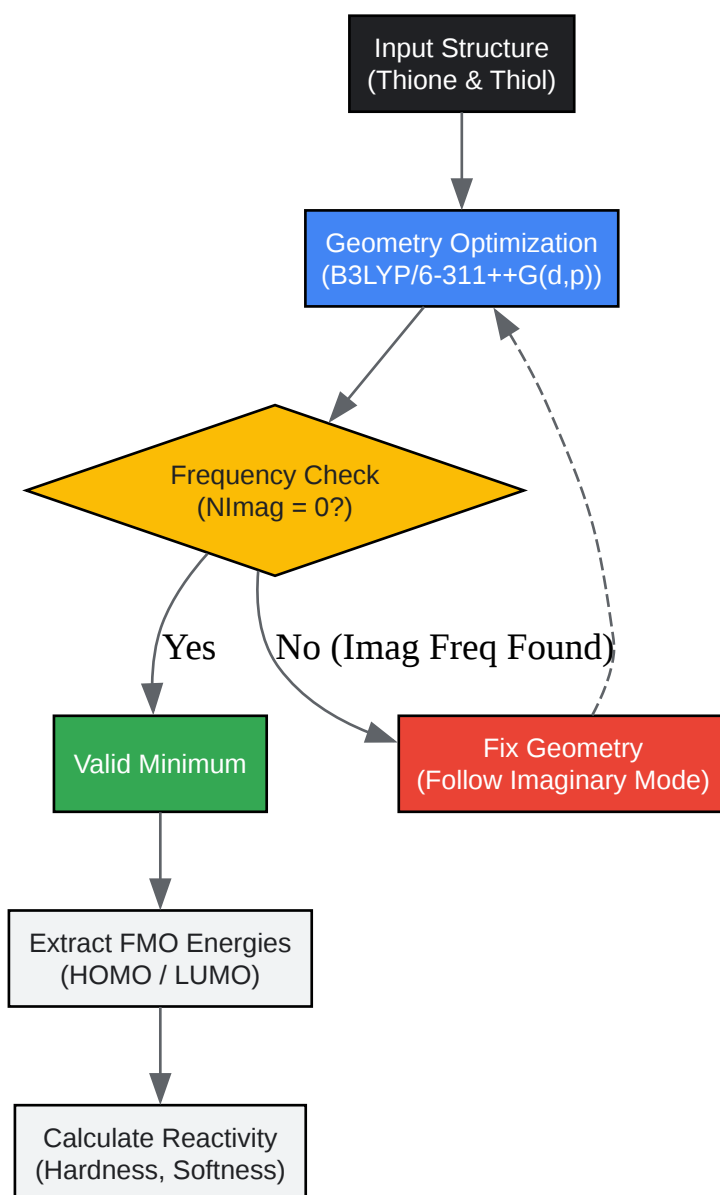 Input Structure
(Thione & Thiol)
Geometry Optimization
(B3LYP/6-311++G(d,p))
Frequency Check
(NImag = 0?)
Yes
No (Imag Freq Found)
Valid Minimum
Fix Geometry
(Follow Imaginary Mode)
Extract FMO Energies
(HOMO / LUMO)
Calculate Reactivity
(Hardness, Softness)